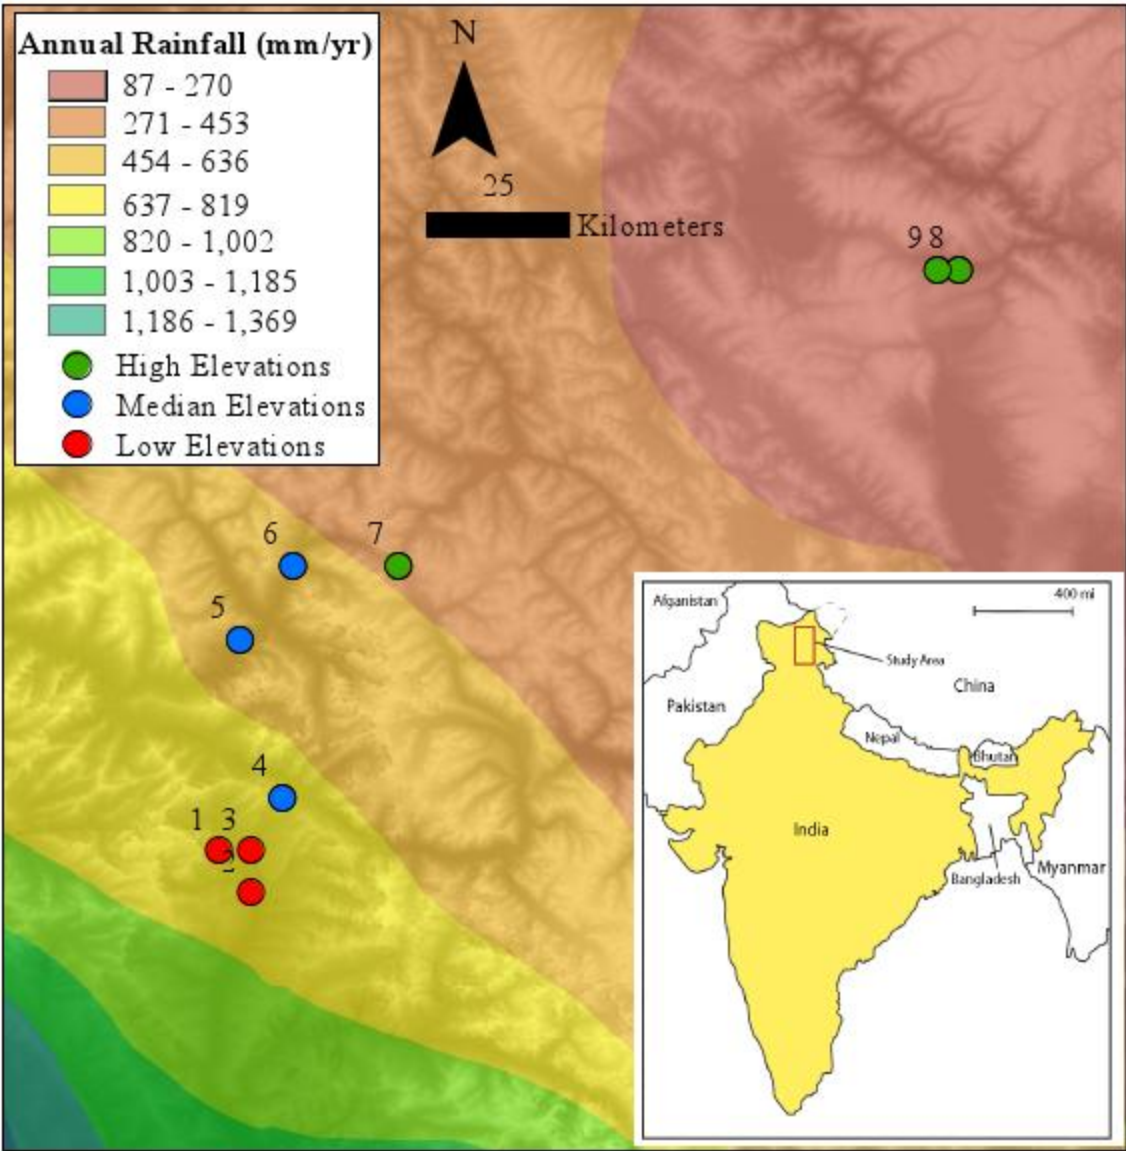 Annual Rainfall (mm/yr)
87 - 270
271 - 453
454 - 636
637 - 819
820 - 1,002
1,003 - 1,185
1,186 - 1,369
High Elevations
Median Elevations
Low Elevations
N
25
Kilometers
9 8
6
7
5
4
1 3
2
Afganistan
400 mi
Study Area
China
Pakistan
Nepal
Bhutan
India
Myanmar
Bangladesh